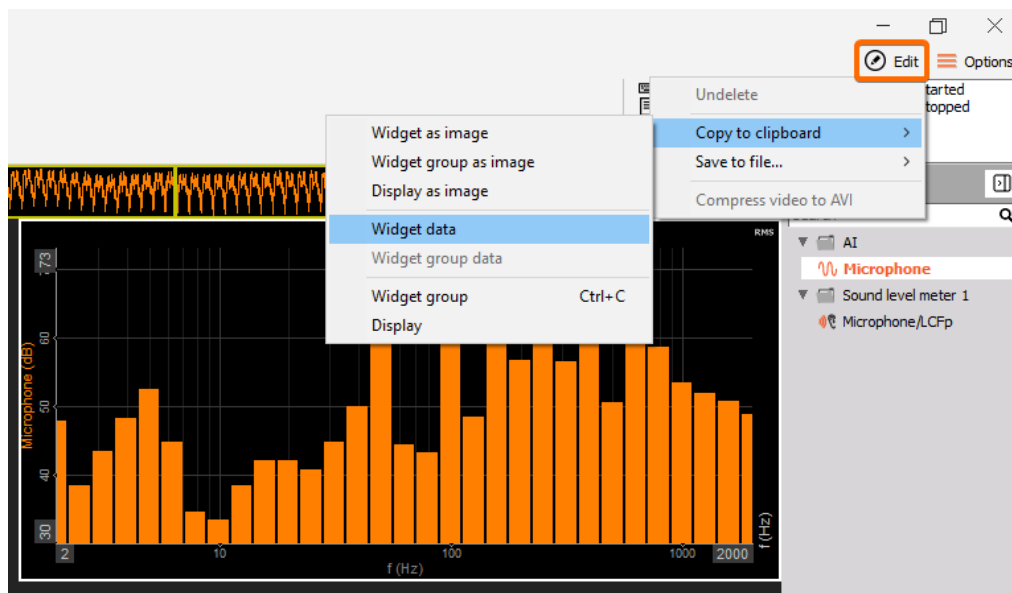 Edit
Options
tarted
topped
Undelete
Copy to clipboard
Save to file...
Compress video to AVI
Widget as image
Widget group as image
Display as image
Widget data
Widget group data
Widget group Ctrl+C
Display
AI
Microphone
Sound level meter 1
Microphone/LCFp
RMS
Microphone (dB)
73
60
50
40
30
2
10
100
1000
2000
f (Hz)
f (Hz)